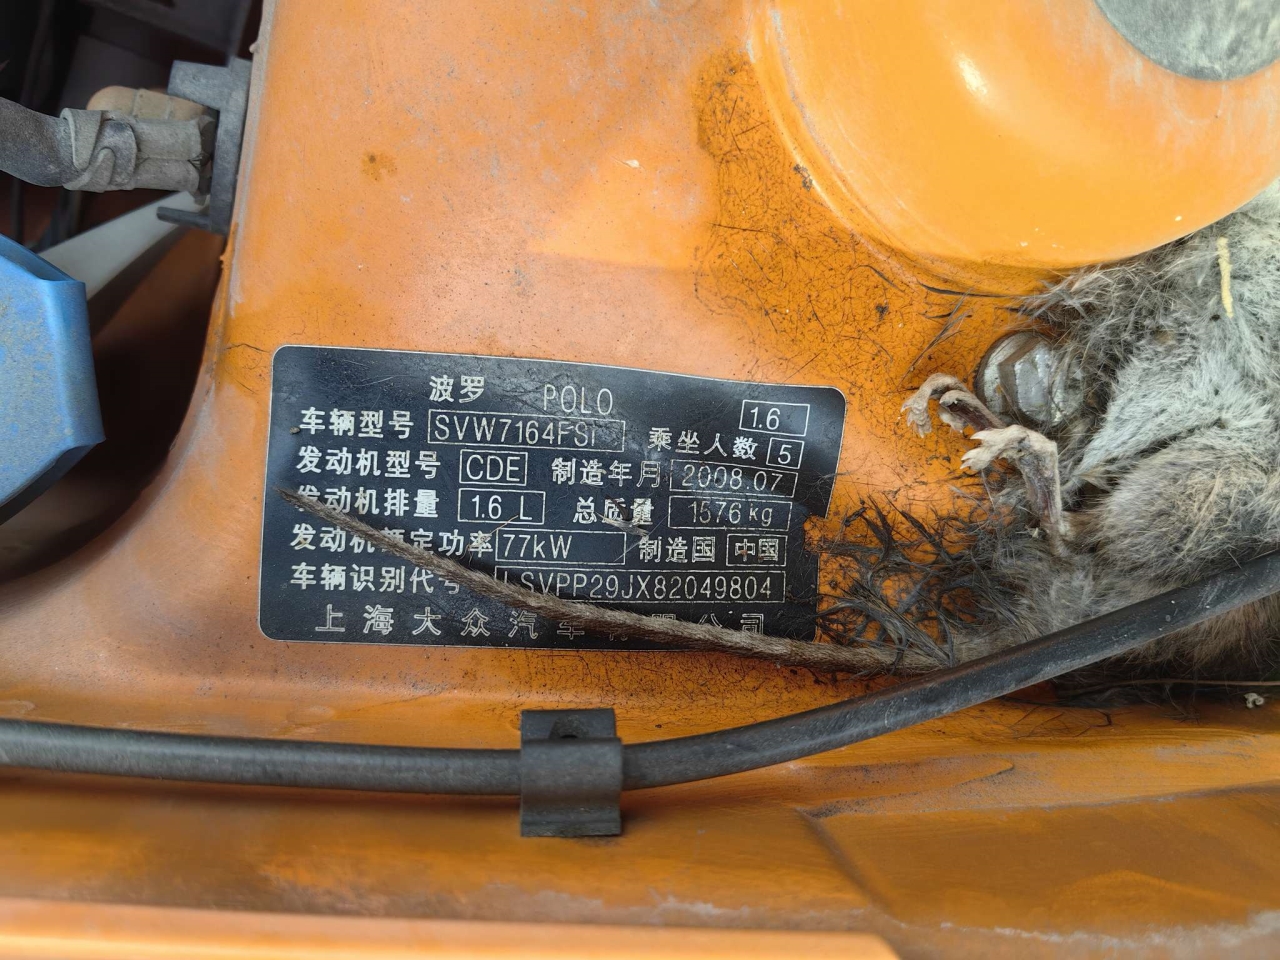 波罗 POLO 1.6
车辆型号 SVW7164FSI 乘坐人数 5
发动机型号 CDE 制造年月 2008.07
发动机排量 1.6 L 总质量 1576 kg
发动机额定功率 77kW 制造国 中国
车辆识别代号 LSVPP29JX82049804
上海大众汽车有限公司